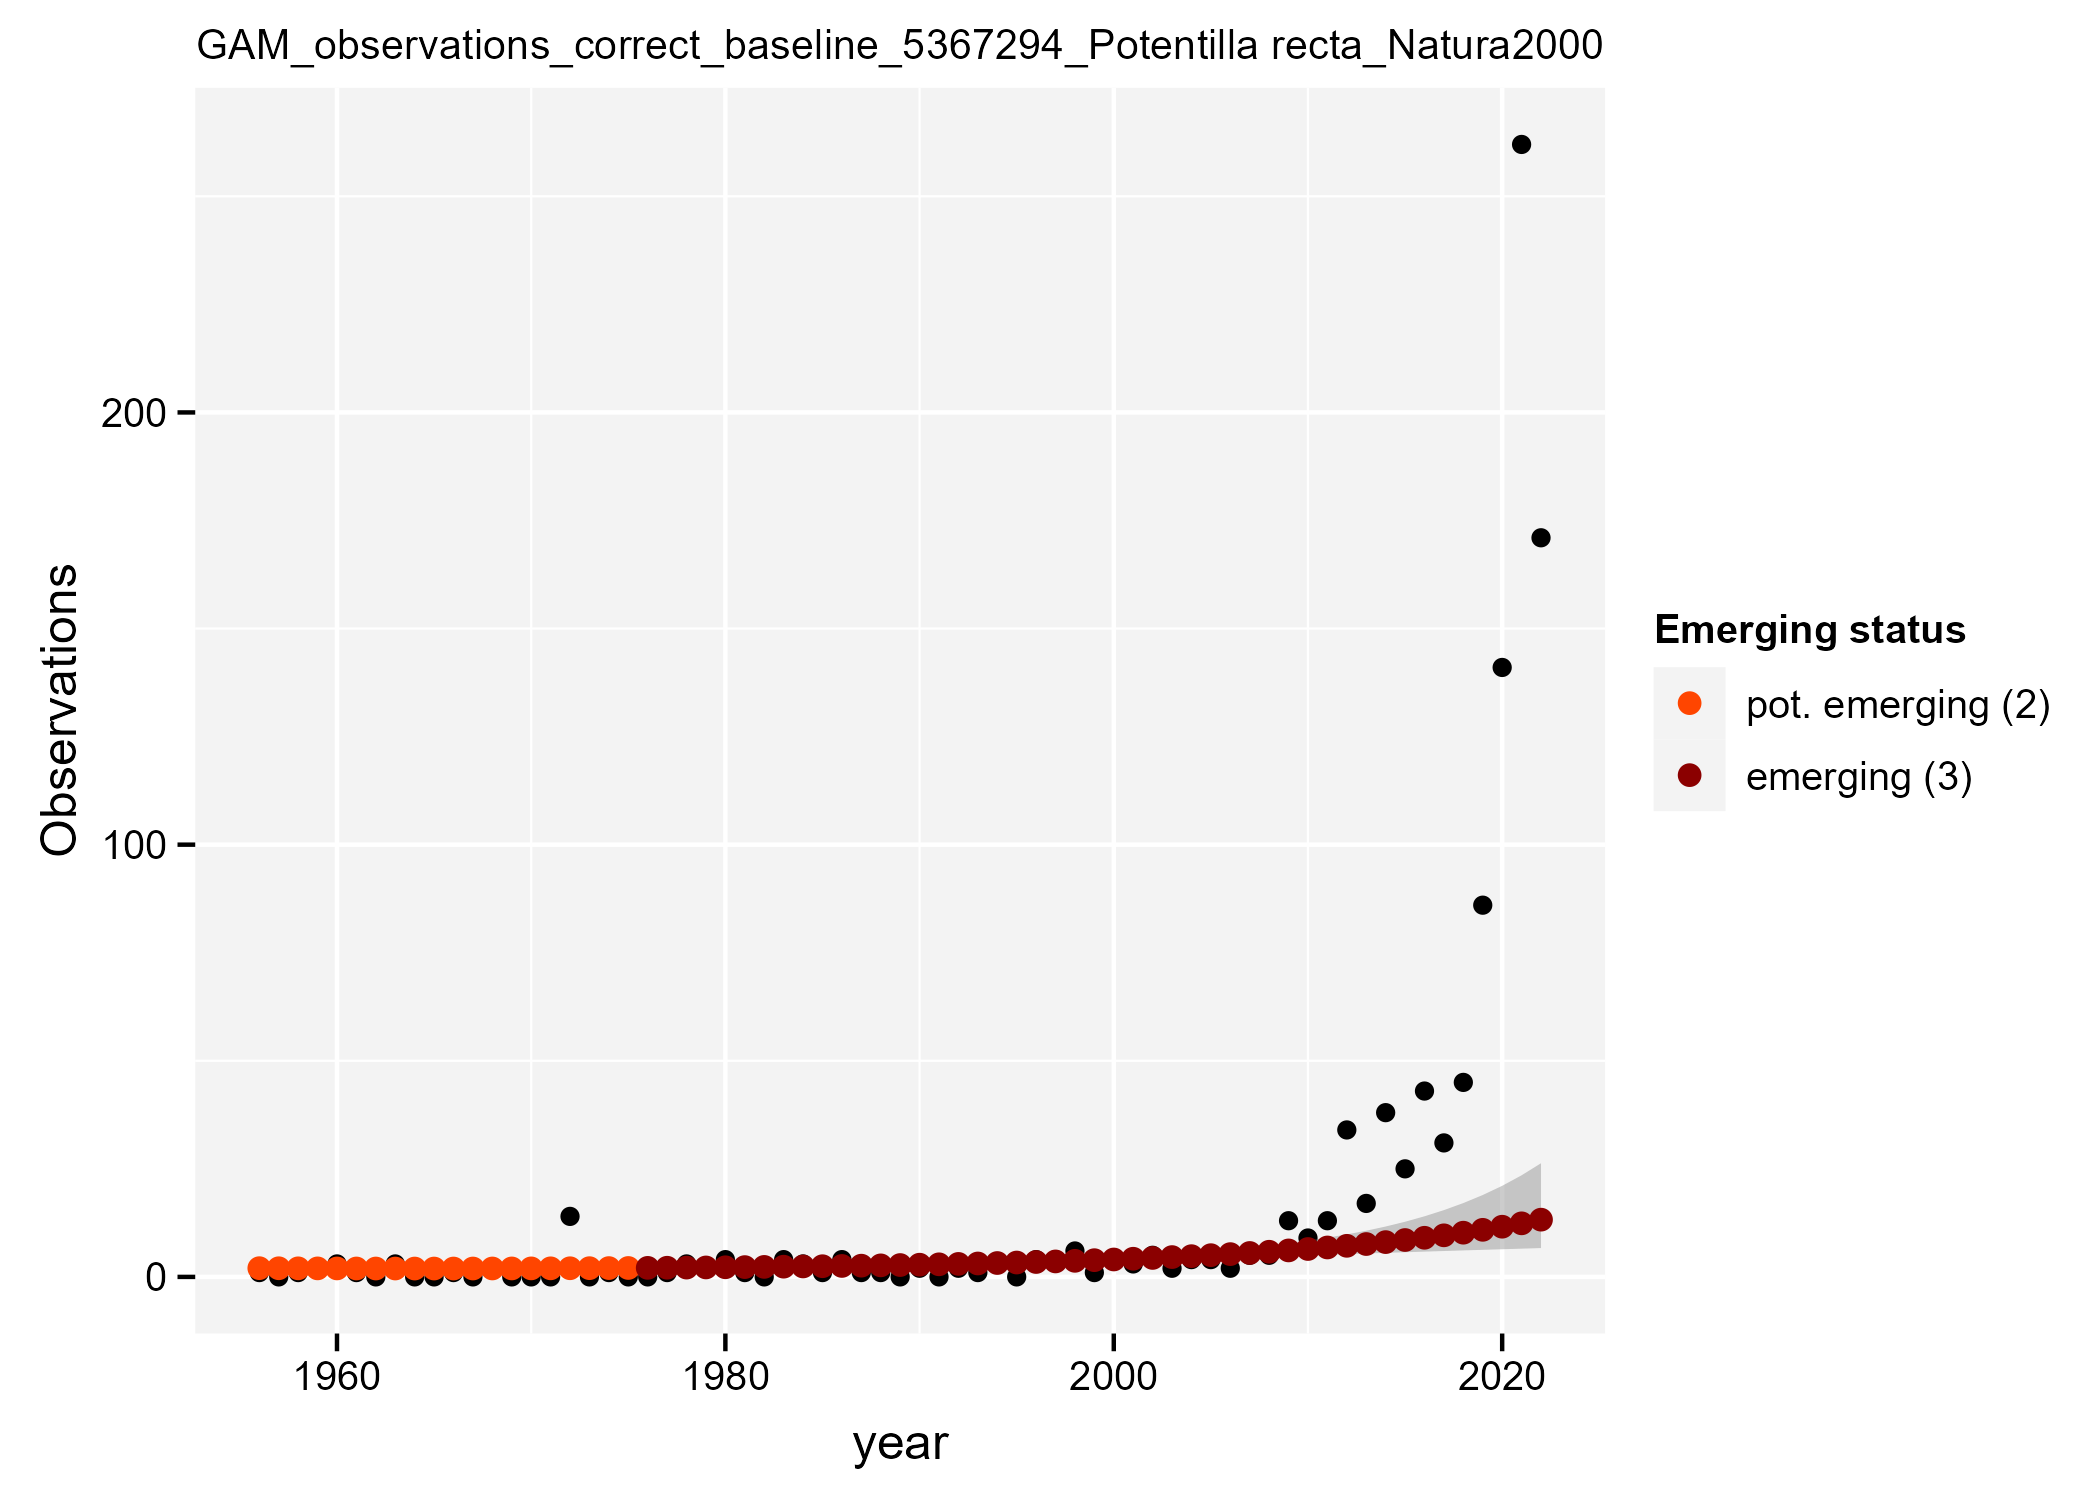 GAM_observations_correct_baseline_5367294_Potentilla recta_Natura2000
Observations
200
100
0
1960
1980
2000
2020
year
Emerging status
pot. emerging (2)
emerging (3)